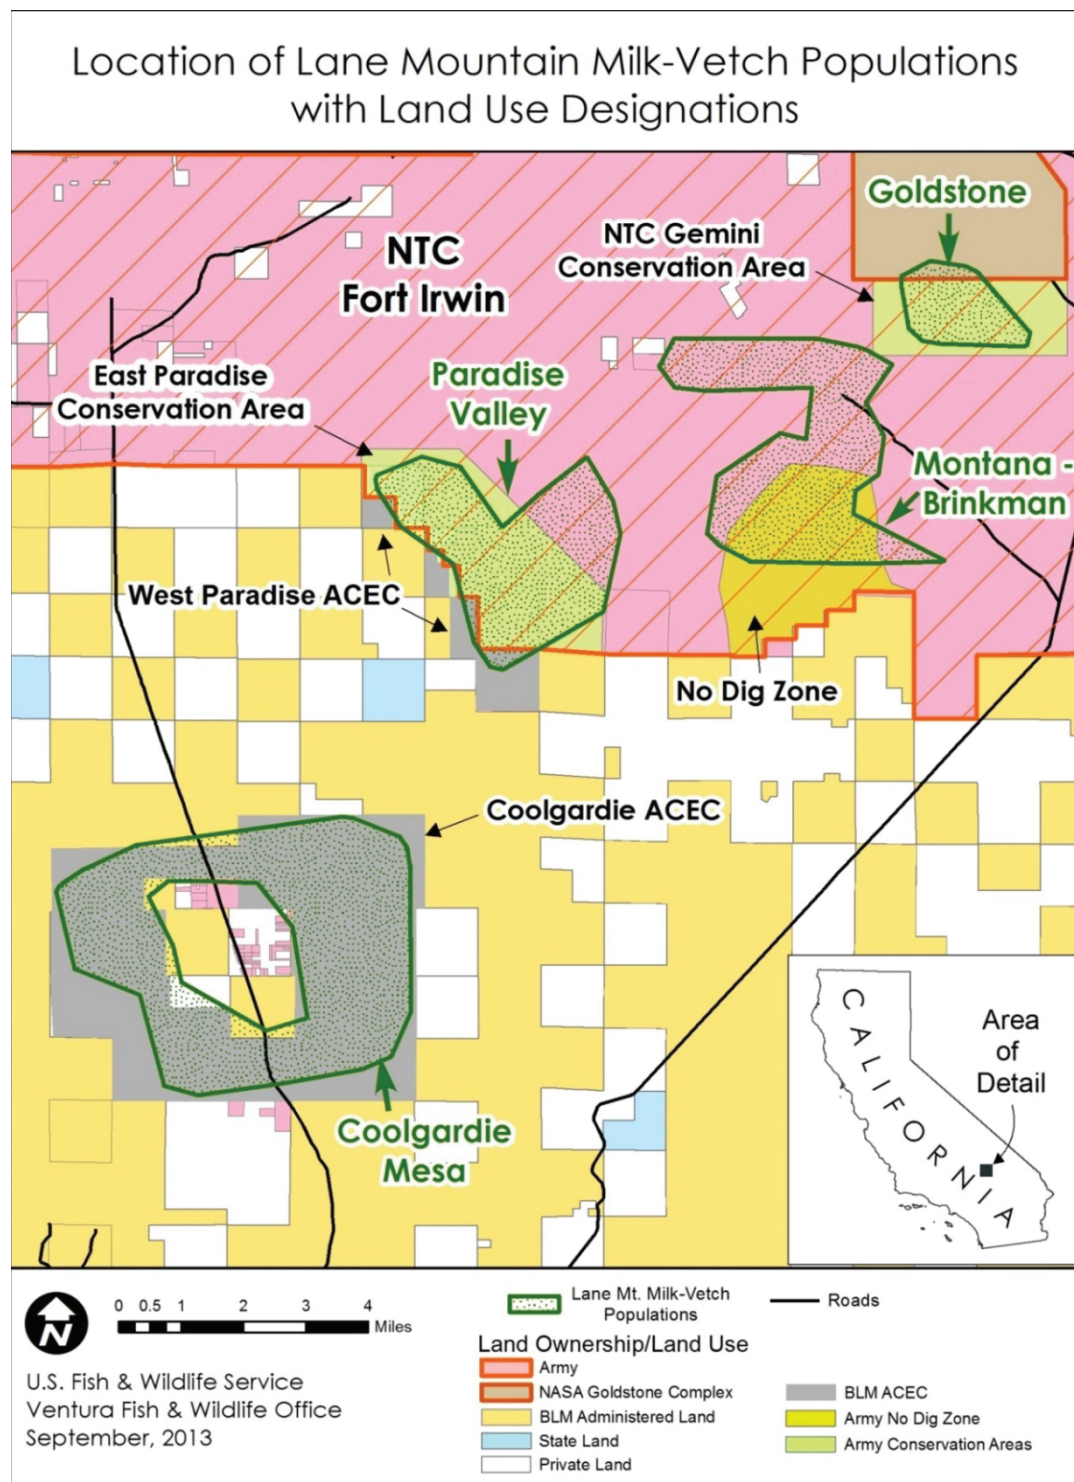 Location of Lane Mountain Milk-Vetch Populations
with Land Use Designations
Goldstone
NTC Gemini
Conservation Area
NTC
Fort Irwin
East Paradise
Conservation Area
Paradise
Valley
Montana -
Brinkman
West Paradise ACEC
No Dig Zone
Coolgardie ACEC
Coolgardie
Mesa
CALIFORNIA
Area
of
Detail
N
0 0.5 1 2 3 4
Miles
U.S. Fish & Wildlife Service
Ventura Fish & Wildlife Office
September, 2013
Lane Mt. Milk-Vetch
Populations
Roads
Land Ownership/Land Use
Army
NASA Goldstone Complex
BLM Administered Land
State Land
Private Land
BLM ACEC
Army No Dig Zone
Army Conservation Areas